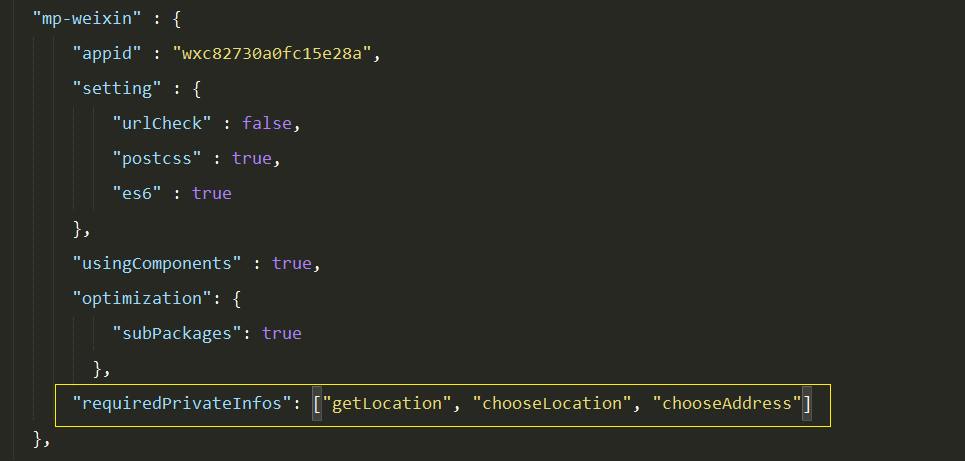 "mp-weixin" : {
"appid" : "wxc82730a0fc15e28a",
"setting" : {
"urlCheck" : false,
"postcss" : true,
"es6" : true
},
"usingComponents" : true,
"optimization": {
"subPackages": true
},
"requiredPrivateInfos": ["getLocation", "chooseLocation", "chooseAddress"]
},